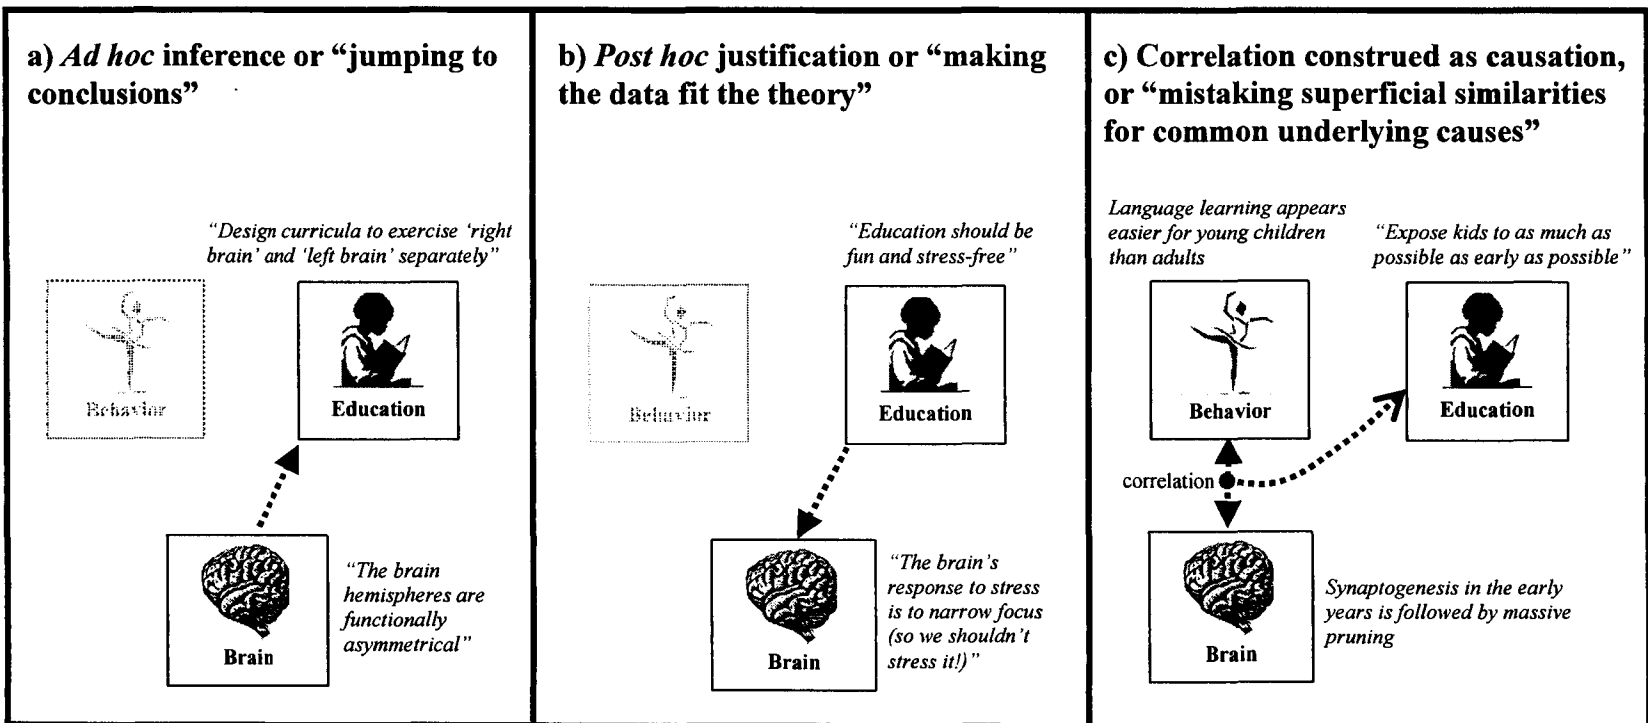 a) Ad hoc inference or “jumping to
conclusions”
“Design curricula to exercise ‘right
brain’ and ‘left brain’ separately”
Behavior
Education
Brain
“The brain
hemispheres are
functionally
asymmetrical”
b) Post hoc justification or “making
the data fit the theory”
“Education should be
fun and stress-free”
Behavior
Education
Brain
“The brain’s
response to stress
is to narrow focus
(so we shouldn’t
stress it!)”
c) Correlation construed as causation,
or “mistaking superficial similarities
for common underlying causes”
Language learning appears
easier for young children
than adults
“Expose kids to as much as
possible as early as possible”
Behavior
Education
correlation
Brain
Synaptogenesis in the early
years is followed by massive
pruning